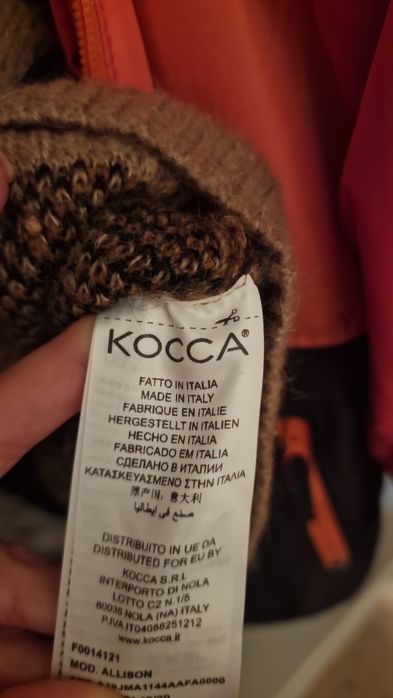 KOCCA®
FATTO IN ITALIA
MADE IN ITALY
FABRIQUE EN ITALIE
HERGESTELLT IN ITALIEN
HECHO EN ITALIA
FABRICADO EM ITALIA
СДЕЛАНО В ИТАЛИИ
ΚΑΤΑΣΚΕΥΑΣΜΕΝΟ ΣΤΗΝ ΙΤΑΛΙΑ
原产国: 意大利
صنع في إيطاليا
DISTRIBUITO IN UE DA
DISTRIBUTED FOR EU BY
KOCCA S.R.L
INTERPORTO DI NOLA
LOTTO C2 N.1/5
80035 NOLA (NA) ITALY
P.IVA IT04088251212
www.kocca.it
F0014121
MOD. ALLISON